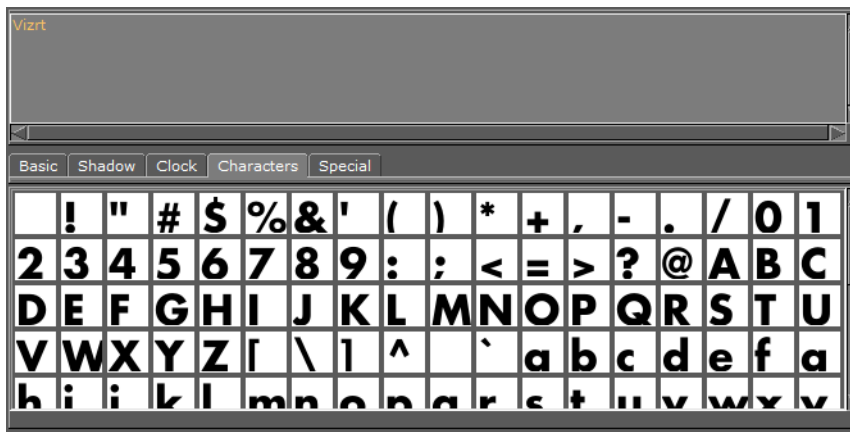 Vizrt
Basic Shadow Clock Characters Special
! " # $ % & ' ( ) * + , - . / 0 1
2 3 4 5 6 7 8 9 : ; < = > ? @ A B C
D E F G H I J K L M N O P Q R S T U
V W X Y Z [ \ ] ^ ` a b c d e f g
h i j k l m n o p q r s t u v w x y